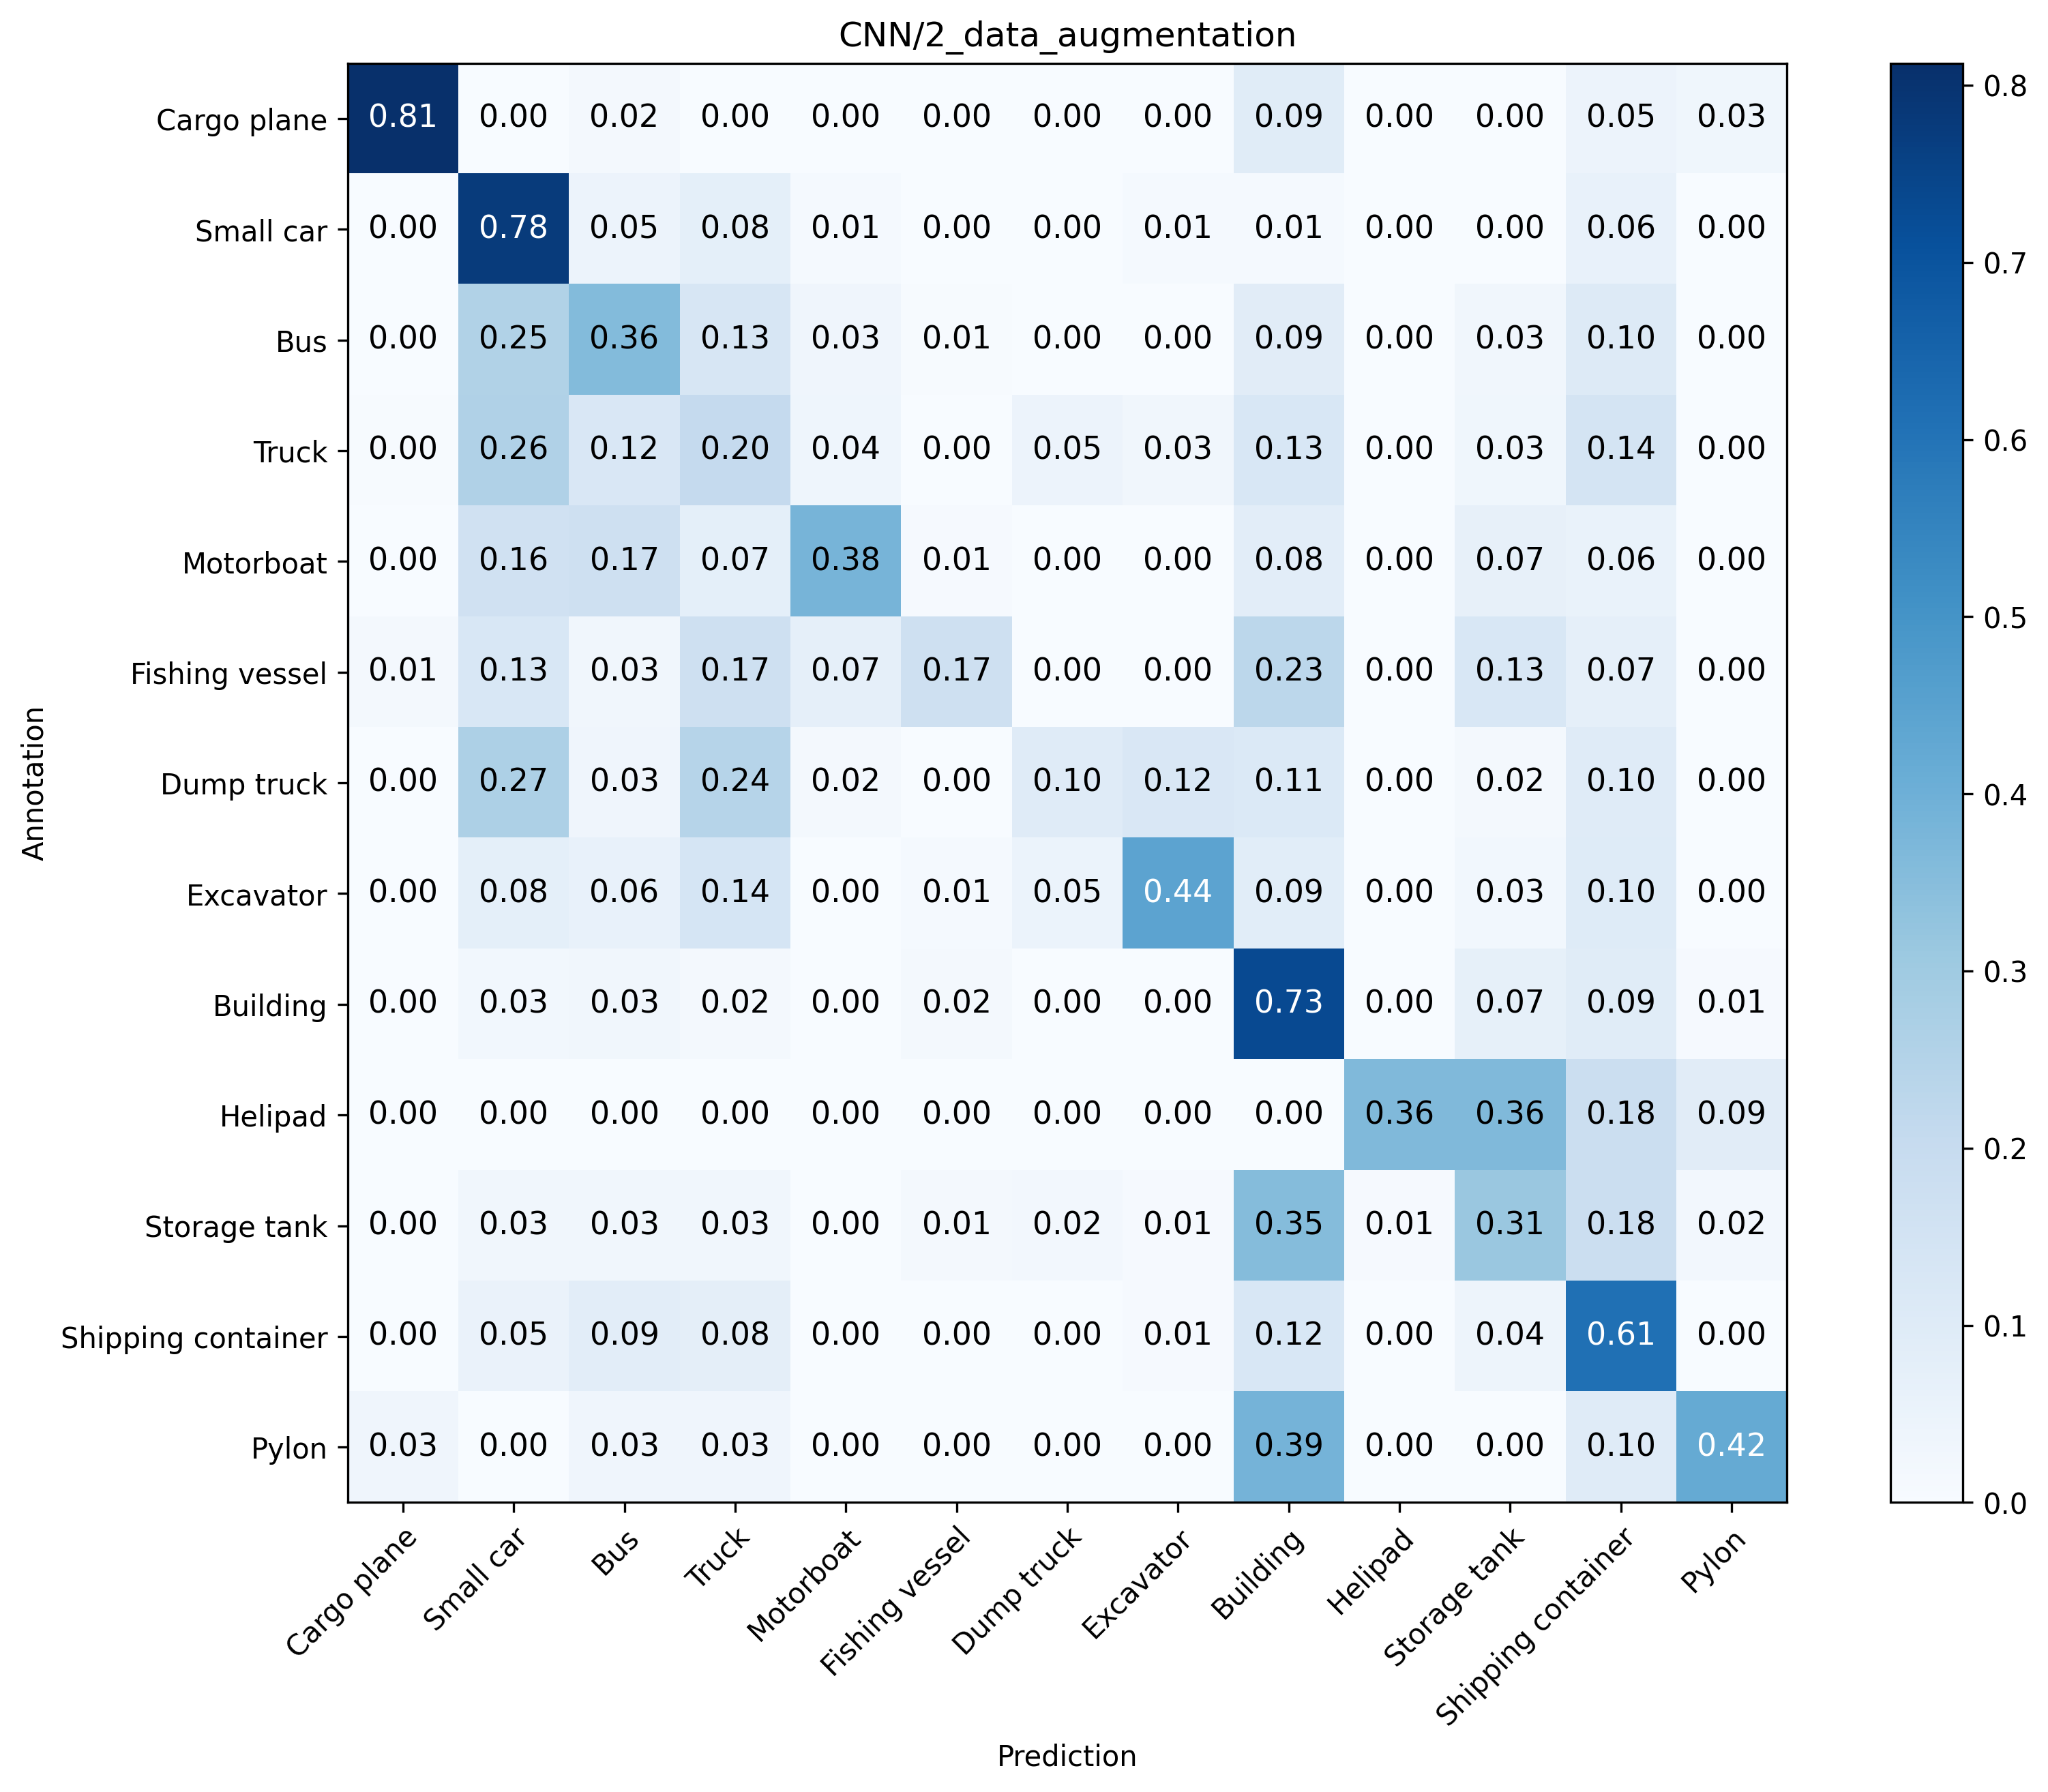 CNN/2_data_augmentation
Cargo plane 0.81 0.00 0.02 0.00 0.00 0.00 0.00 0.00 0.09 0.00 0.00 0.05 0.03
Small car 0.00 0.78 0.05 0.08 0.01 0.00 0.00 0.01 0.01 0.00 0.00 0.06 0.00
Bus 0.00 0.25 0.36 0.13 0.03 0.01 0.00 0.00 0.09 0.00 0.03 0.10 0.00
Truck 0.00 0.26 0.12 0.20 0.04 0.00 0.05 0.03 0.13 0.00 0.03 0.14 0.00
Motorboat 0.00 0.16 0.17 0.07 0.38 0.01 0.00 0.00 0.08 0.00 0.07 0.06 0.00
Fishing vessel 0.01 0.13 0.03 0.17 0.07 0.17 0.00 0.00 0.23 0.00 0.13 0.07 0.00
Dump truck 0.00 0.27 0.03 0.24 0.02 0.00 0.10 0.12 0.11 0.00 0.02 0.10 0.00
Excavator 0.00 0.08 0.06 0.14 0.00 0.01 0.05 0.44 0.09 0.00 0.03 0.10 0.00
Building 0.00 0.03 0.03 0.02 0.00 0.02 0.00 0.00 0.73 0.00 0.07 0.09 0.01
Helipad 0.00 0.00 0.00 0.00 0.00 0.00 0.00 0.00 0.00 0.36 0.36 0.18 0.09
Storage tank 0.00 0.03 0.03 0.03 0.00 0.01 0.02 0.01 0.35 0.01 0.31 0.18 0.02
Shipping container 0.00 0.05 0.09 0.08 0.00 0.00 0.00 0.01 0.12 0.00 0.04 0.61 0.00
Pylon 0.03 0.00 0.03 0.03 0.00 0.00 0.00 0.00 0.39 0.00 0.00 0.10 0.42
Annotation
Cargo plane
Small car
Bus
Truck
Motorboat
Fishing vessel
Dump truck
Excavator
Building
Helipad
Storage tank
Shipping container
Pylon
Prediction
0.8
0.7
0.6
0.5
0.4
0.3
0.2
0.1
0.0